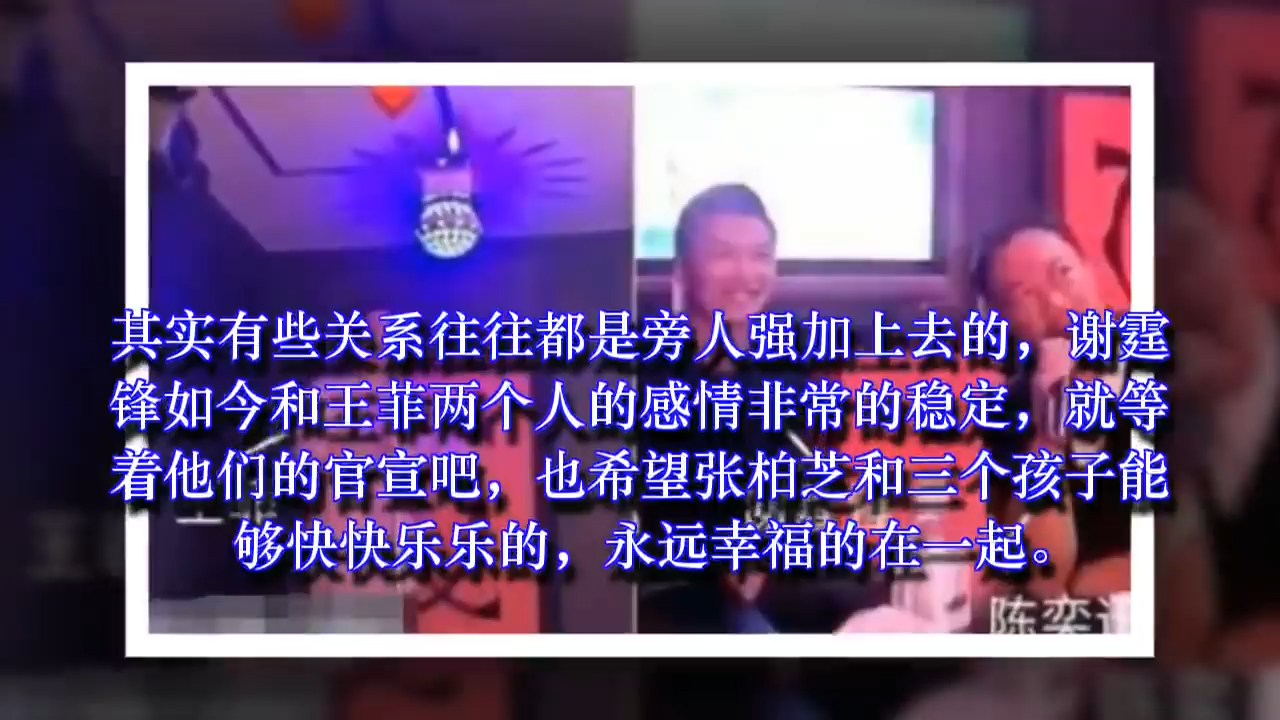 其实有些关系往往都是旁人强加上去的，谢霆
锋如今和王菲两个人的感情非常的稳定，就等
着他们的官宣吧，也希望张柏芝和三个孩子能
够快快乐乐的，永远幸福的在一起。
陈奕